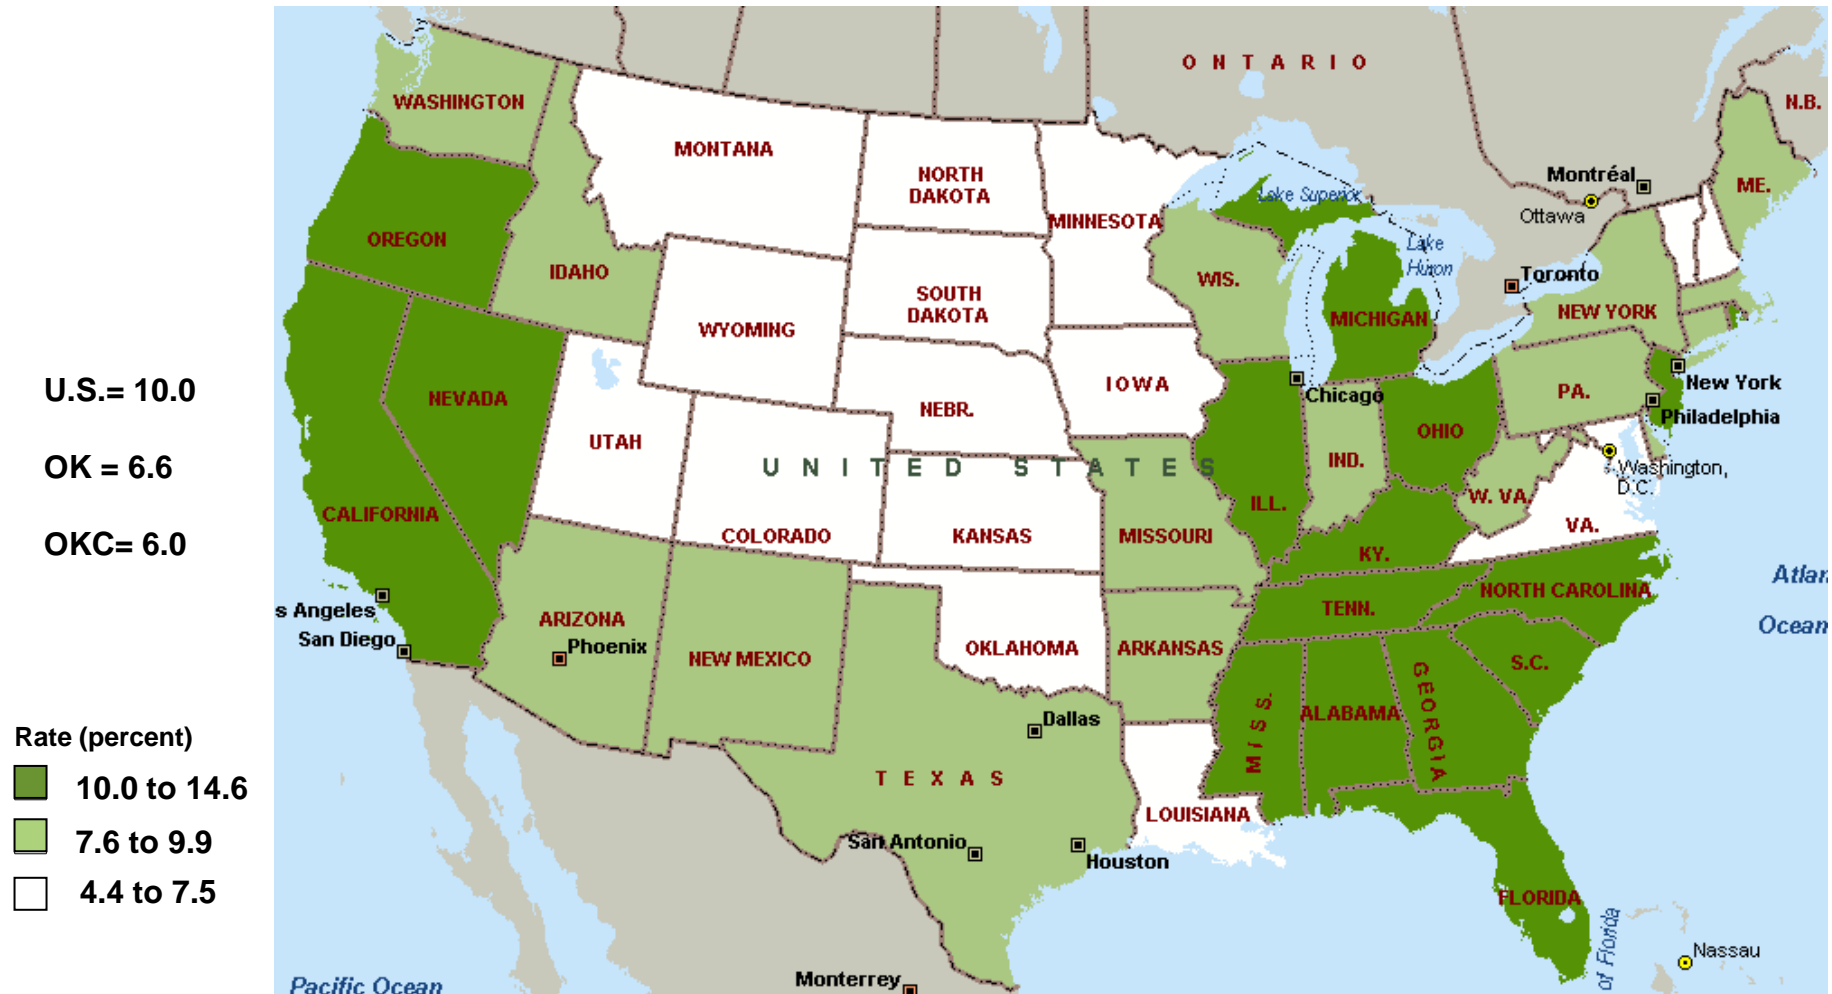 U.S.= 10.0
OK = 6.6
OKC= 6.0
Rate (percent)
10.0 to 14.6
7.6 to 9.9
4.4 to 7.5
ONTARIO
N.B.
WASHINGTON
MONTANA
NORTH
DAKOTA
MINNESOTA
Lake Superior
Montréal
Ottawa
ME.
OREGON
IDAHO
WIS.
Lake
Huron
Toronto
SOUTH
DAKOTA
WYOMING
MICHIGAN
NEW YORK
NEVADA
UTAH
NEBR.
IOWA
Chicago
PA.
New York
Philadelphia
OHIO
IND.
ILL.
UNITED STATES
W. VA.
Washington,
D.C.
VA.
CALIFORNIA
COLORADO
KANSAS
MISSOURI
KY.
s Angeles
San Diego
ARIZONA
Phoenix
NEW MEXICO
OKLAHOMA
ARKANSAS
TENN.
NORTH CAROLINA
S.C.
Atlan
Ocean
MISS.
ALABAMA
GEORGIA
Dallas
TEXAS
LOUISIANA
San Antonio
Houston
FLORIDA
of Florida
Nassau
Monterrey
Pacific Ocean